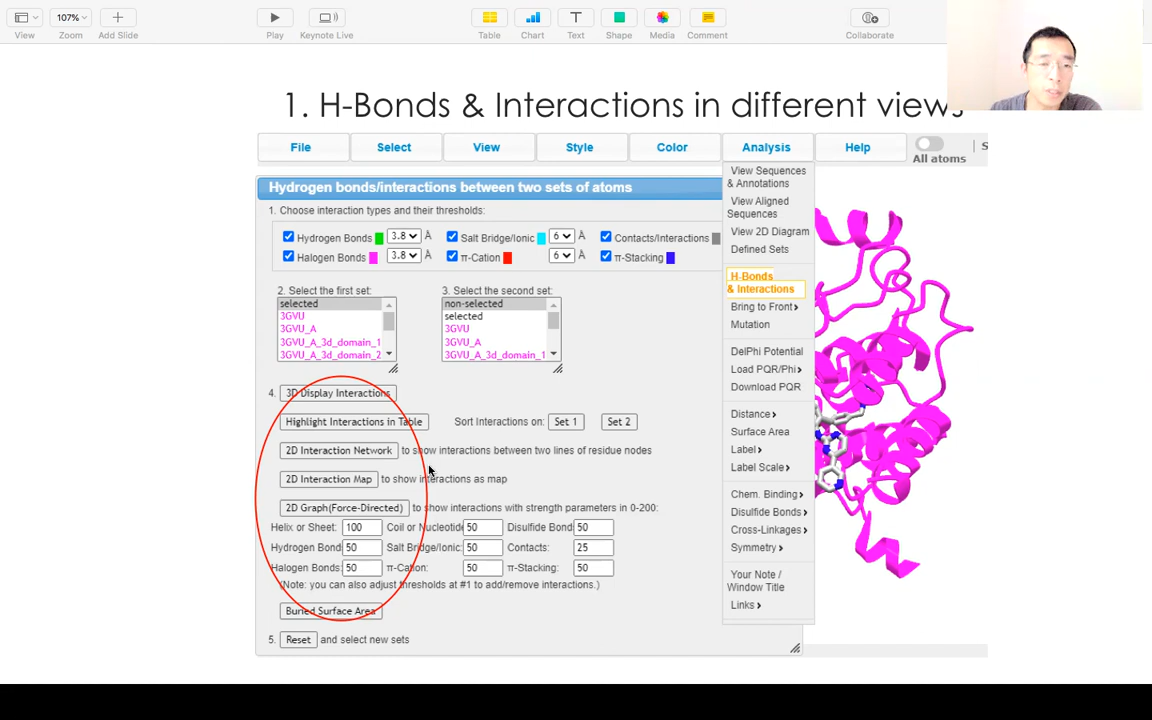 107%
View
Zoom
Add Slide
Play
Keynote Live
Table
Chart
Text
Shape
Media
Comment
Collaborate
1. H-Bonds & Interactions in different views
File
Select
View
Style
Color
Analysis
Help
All atoms
S
Hydrogen bonds/interactions between two sets of atoms
1. Choose interaction types and their thresholds:
Hydrogen Bonds 3.8 Å Salt Bridge/Ionic 6 Å Contacts/Interactions
Halogen Bonds 3.8 Å π-Cation 6 Å π-Stacking
2. Select the first set:
selected
3GVU
3GVU_A
3GVU_A_3d_domain_1
3GVU_A_3d_domain_2
3. Select the second set:
non-selected
selected
3GVU
3GVU_A
3GVU_A_3d_domain_1
4. 3D Display Interactions
Highlight Interactions in Table Sort Interactions on: Set 1 Set 2
2D Interaction Network to show interactions between two lines of residue nodes
2D Interaction Map to show interactions as map
2D Graph(Force-Directed) to show interactions with strength parameters in 0-200:
Helix or Sheet: 100 Coil or Nucleotide 50 Disulfide Bond: 50
Hydrogen Bond: 50 Salt Bridge/Ionic: 50 Contacts: 25
Halogen Bonds: 50 π-Cation: 50 π-Stacking: 50
(Note: you can also adjust thresholds at #1 to add/remove interactions.)
Buried Surface Area
5. Reset and select new sets
View Sequences
& Annotations
View Aligned
Sequences
View 2D Diagram
Defined Sets
H-Bonds
& Interactions
Bring to Front
Mutation
DelPhi Potential
Load PQR/Phi
Download PQR
Distance
Surface Area
Label
Label Scale
Chem. Binding
Disulfide Bonds
Cross-Linkages
Symmetry
Your Note /
Window Title
Links